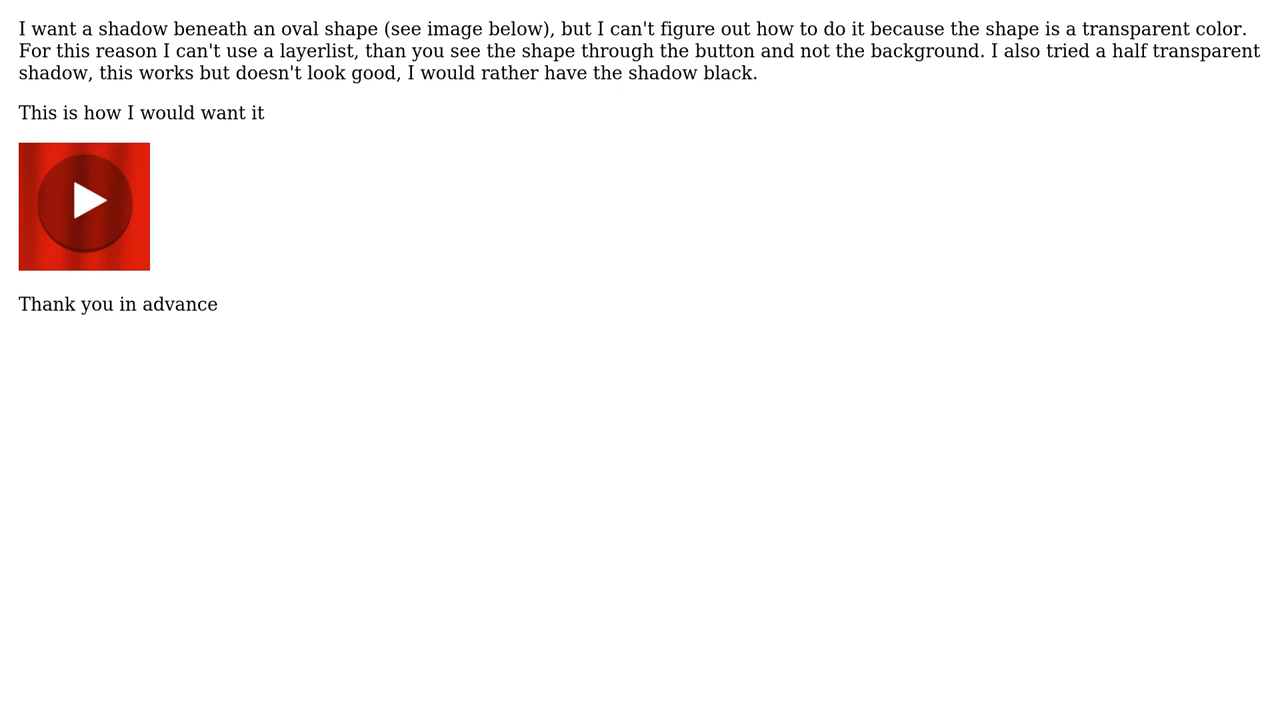 I want a shadow beneath an oval shape (see image below), but I can't figure out how to do it because the shape is a transparent color.
For this reason I can't use a layerlist, than you see the shape through the button and not the background. I also tried a half transparent
shadow, this works but doesn't look good, I would rather have the shadow black.
This is how I would want it
Thank you in advance